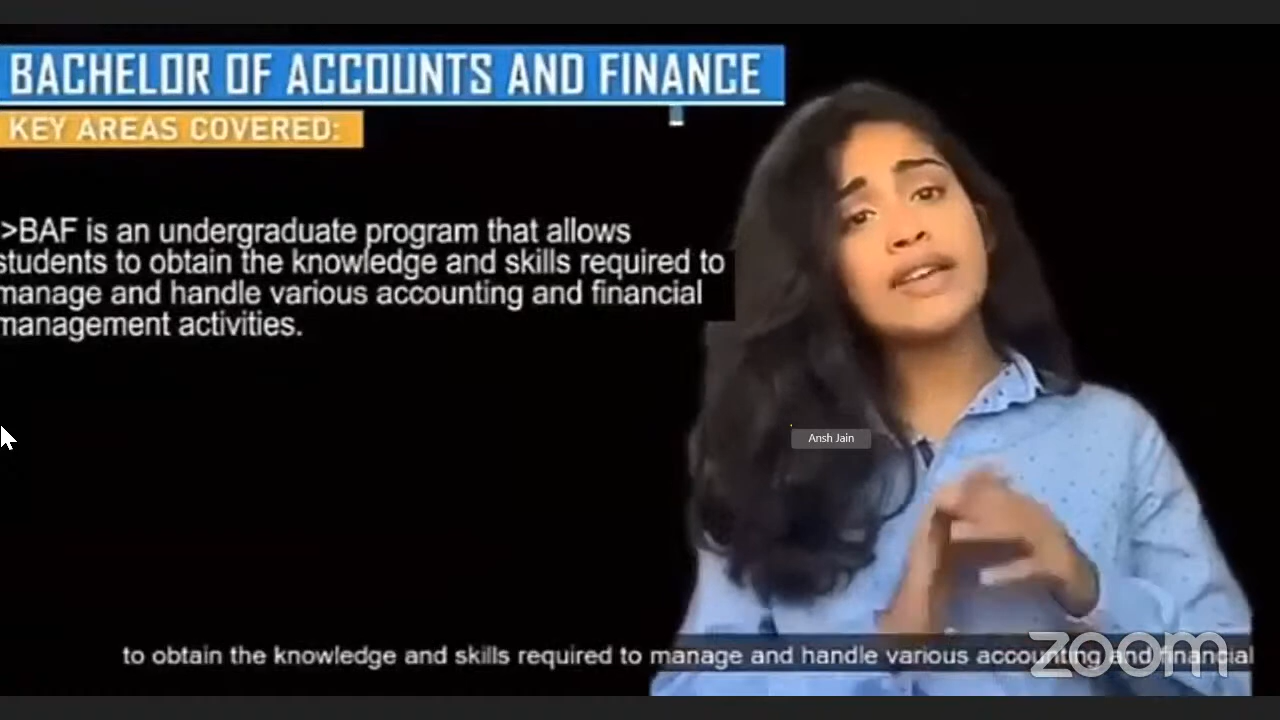 BACHELOR OF ACCOUNTS AND FINANCE
KEY AREAS COVERED:
>BAF is an undergraduate program that allows
students to obtain the knowledge and skills required to
manage and handle various accounting and financial
management activities.
Ansh Jain
to obtain the knowledge and skills required to manage and handle various accounting and financial
zoom